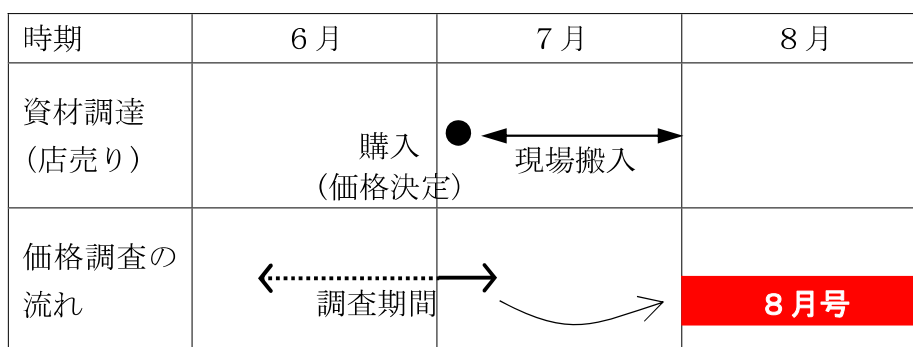 時期
６月
７月
８月
資材調達
（店売り）
購入
（価格決定）
現場搬入
価格調査の
流れ
調査期間
８月号